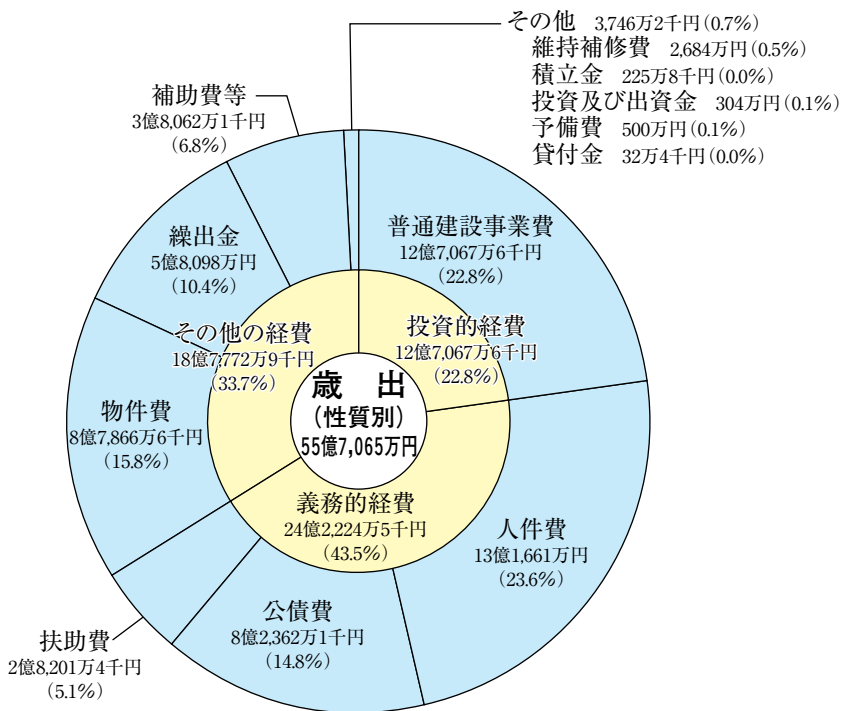 その他 3,746万2千円(0.7%)
維持補修費 2,684万円(0.5%)
積立金 225万8千円(0.0%)
投資及び出資金 304万円(0.1%)
予備費 500万円(0.1%)
貸付金 32万4千円(0.0%)
補助費等
3億8,062万1千円
(6.8%)
繰出金
5億8,098万円
(10.4%)
普通建設事業費
12億7,067万6千円
(22.8%)
その他の経費
18億7,772万9千円
(33.7%)
投資的経費
12億7,067万6千円
(22.8%)
歳 出
(性質別)
55億7,065万円
物件費
8億7,866万6千円
(15.8%)
義務的経費
24億2,224万5千円
(43.5%)
人件費
13億1,661万円
(23.6%)
公債費
8億2,362万1千円
(14.8%)
扶助費
2億8,201万4千円
(5.1%)